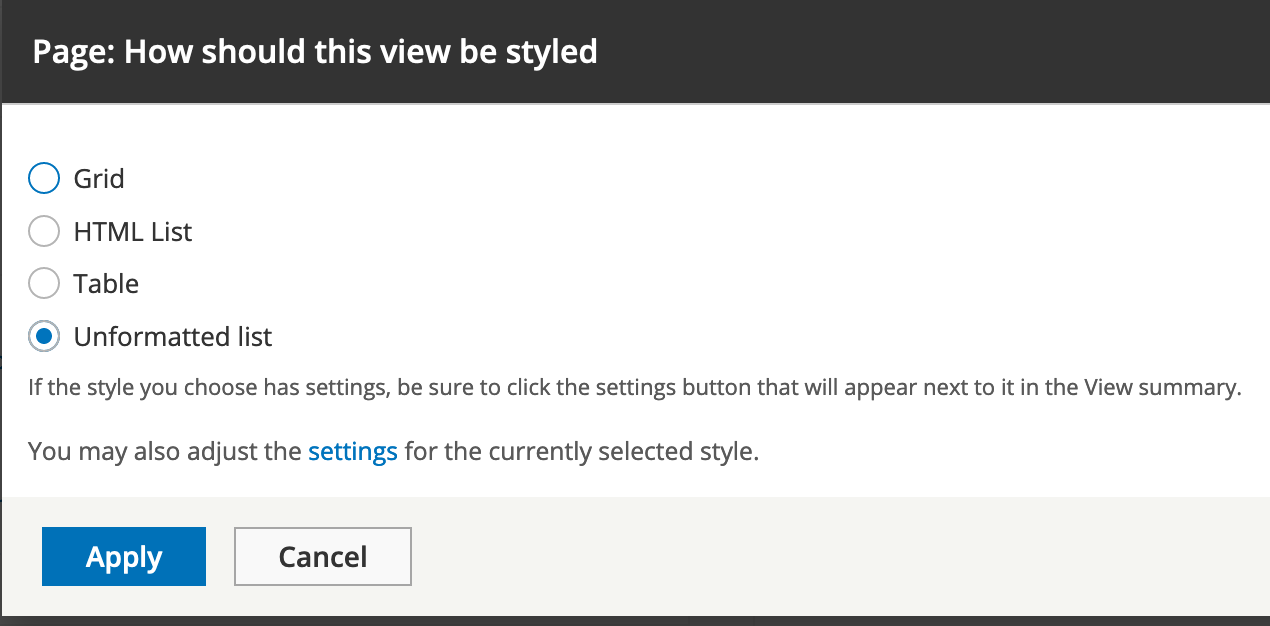 Page: How should this view be styled
Grid
HTML List
Table
Unformatted list
If the style you choose has settings, be sure to click the settings button that will appear next to it in the View summary.
You may also adjust the settings for the currently selected style.
Apply
Cancel